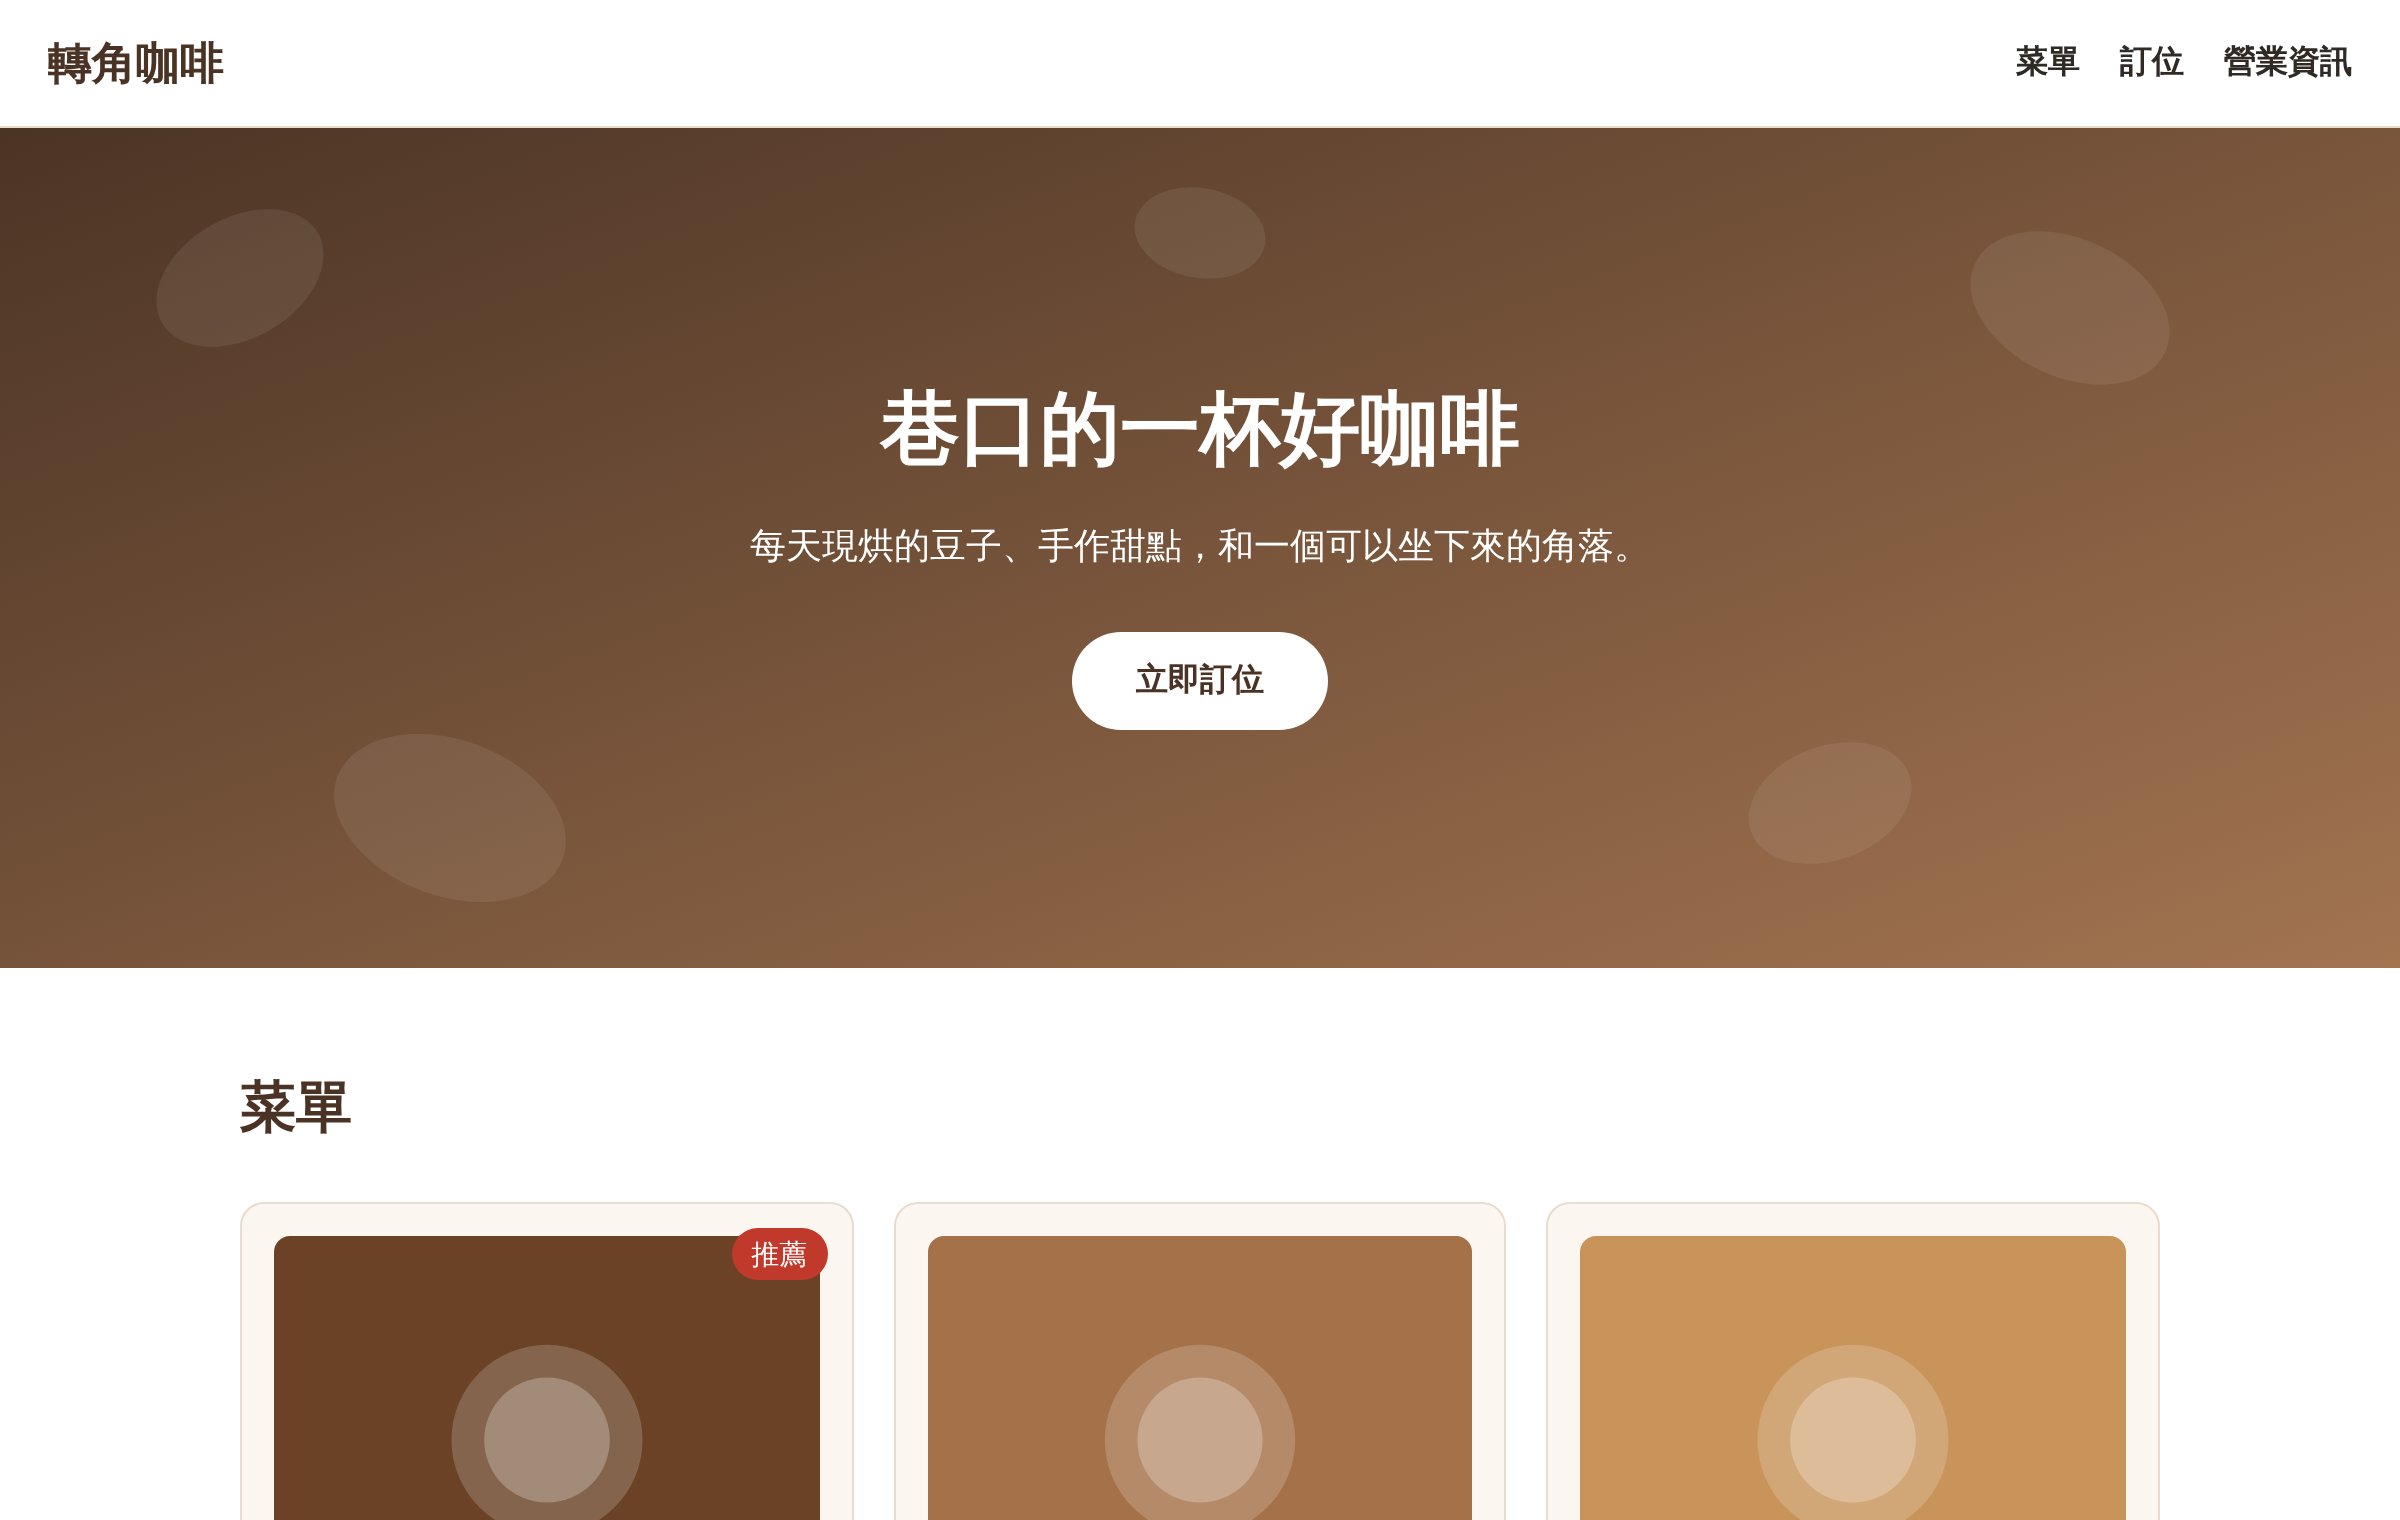 轉角咖啡
菜單 訂位 營業資訊
巷口的一杯好咖啡
每天現烘的豆子、手作甜點，和一個可以坐下來的角落。
立即訂位
菜單
推薦